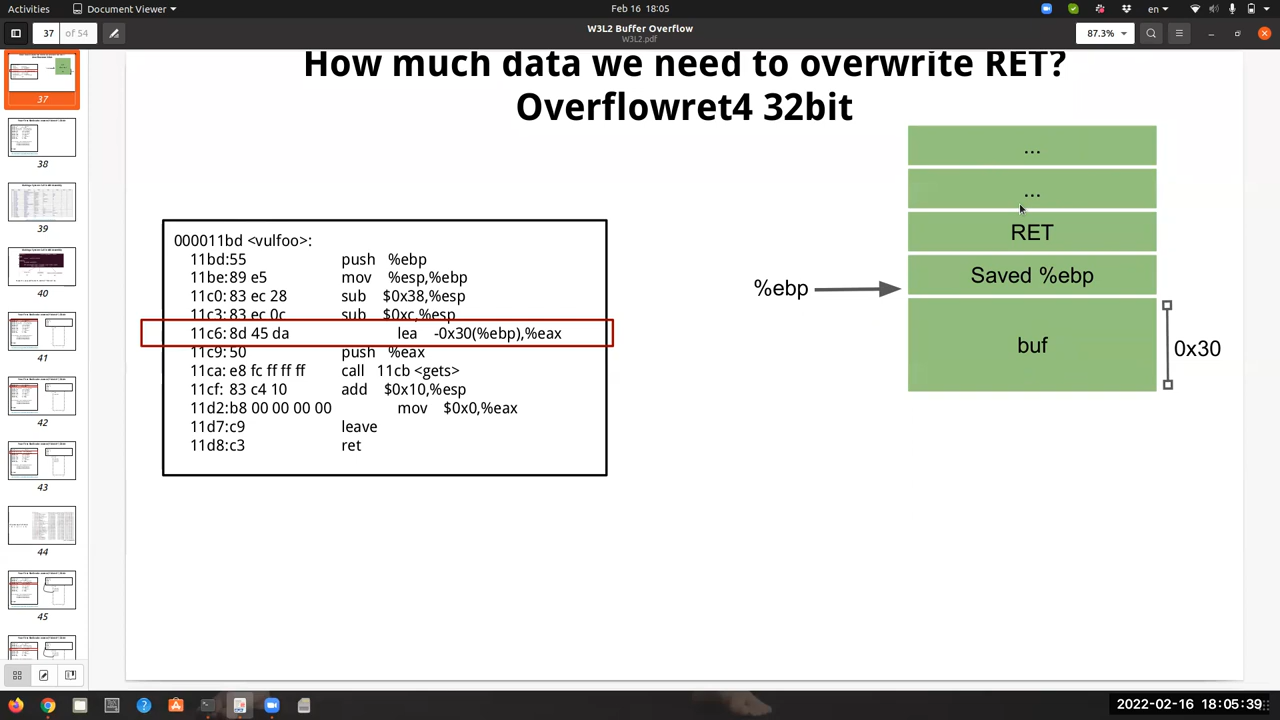 Activities
Document Viewer
Feb 16 18:05
en
37 of 54
W3L2 Buffer Overflow
W3L2.pdf
87.3%
37
38
39
40
41
42
43
44
45
How much data we need to overwrite RET?
Overflowret4 32bit
000011bd <vulfoo>:
11bd:55 push %ebp
11be: 89 e5 mov %esp,%ebp
11c0: 83 ec 28 sub $0x38,%esp
11c3: 83 ec 0c sub $0xc,%esp
11c6: 8d 45 da lea -0x30(%ebp),%eax
11c9: 50 push %eax
11ca: e8 fc ff ff ff call 11cb <gets>
11cf: 83 c4 10 add $0x10,%esp
11d2:b8 00 00 00 00 mov $0x0,%eax
11d7:c9 leave
11d8:c3 ret
...
...
RET
Saved %ebp
%ebp
buf
0x30
2022-02-16 18:05:39